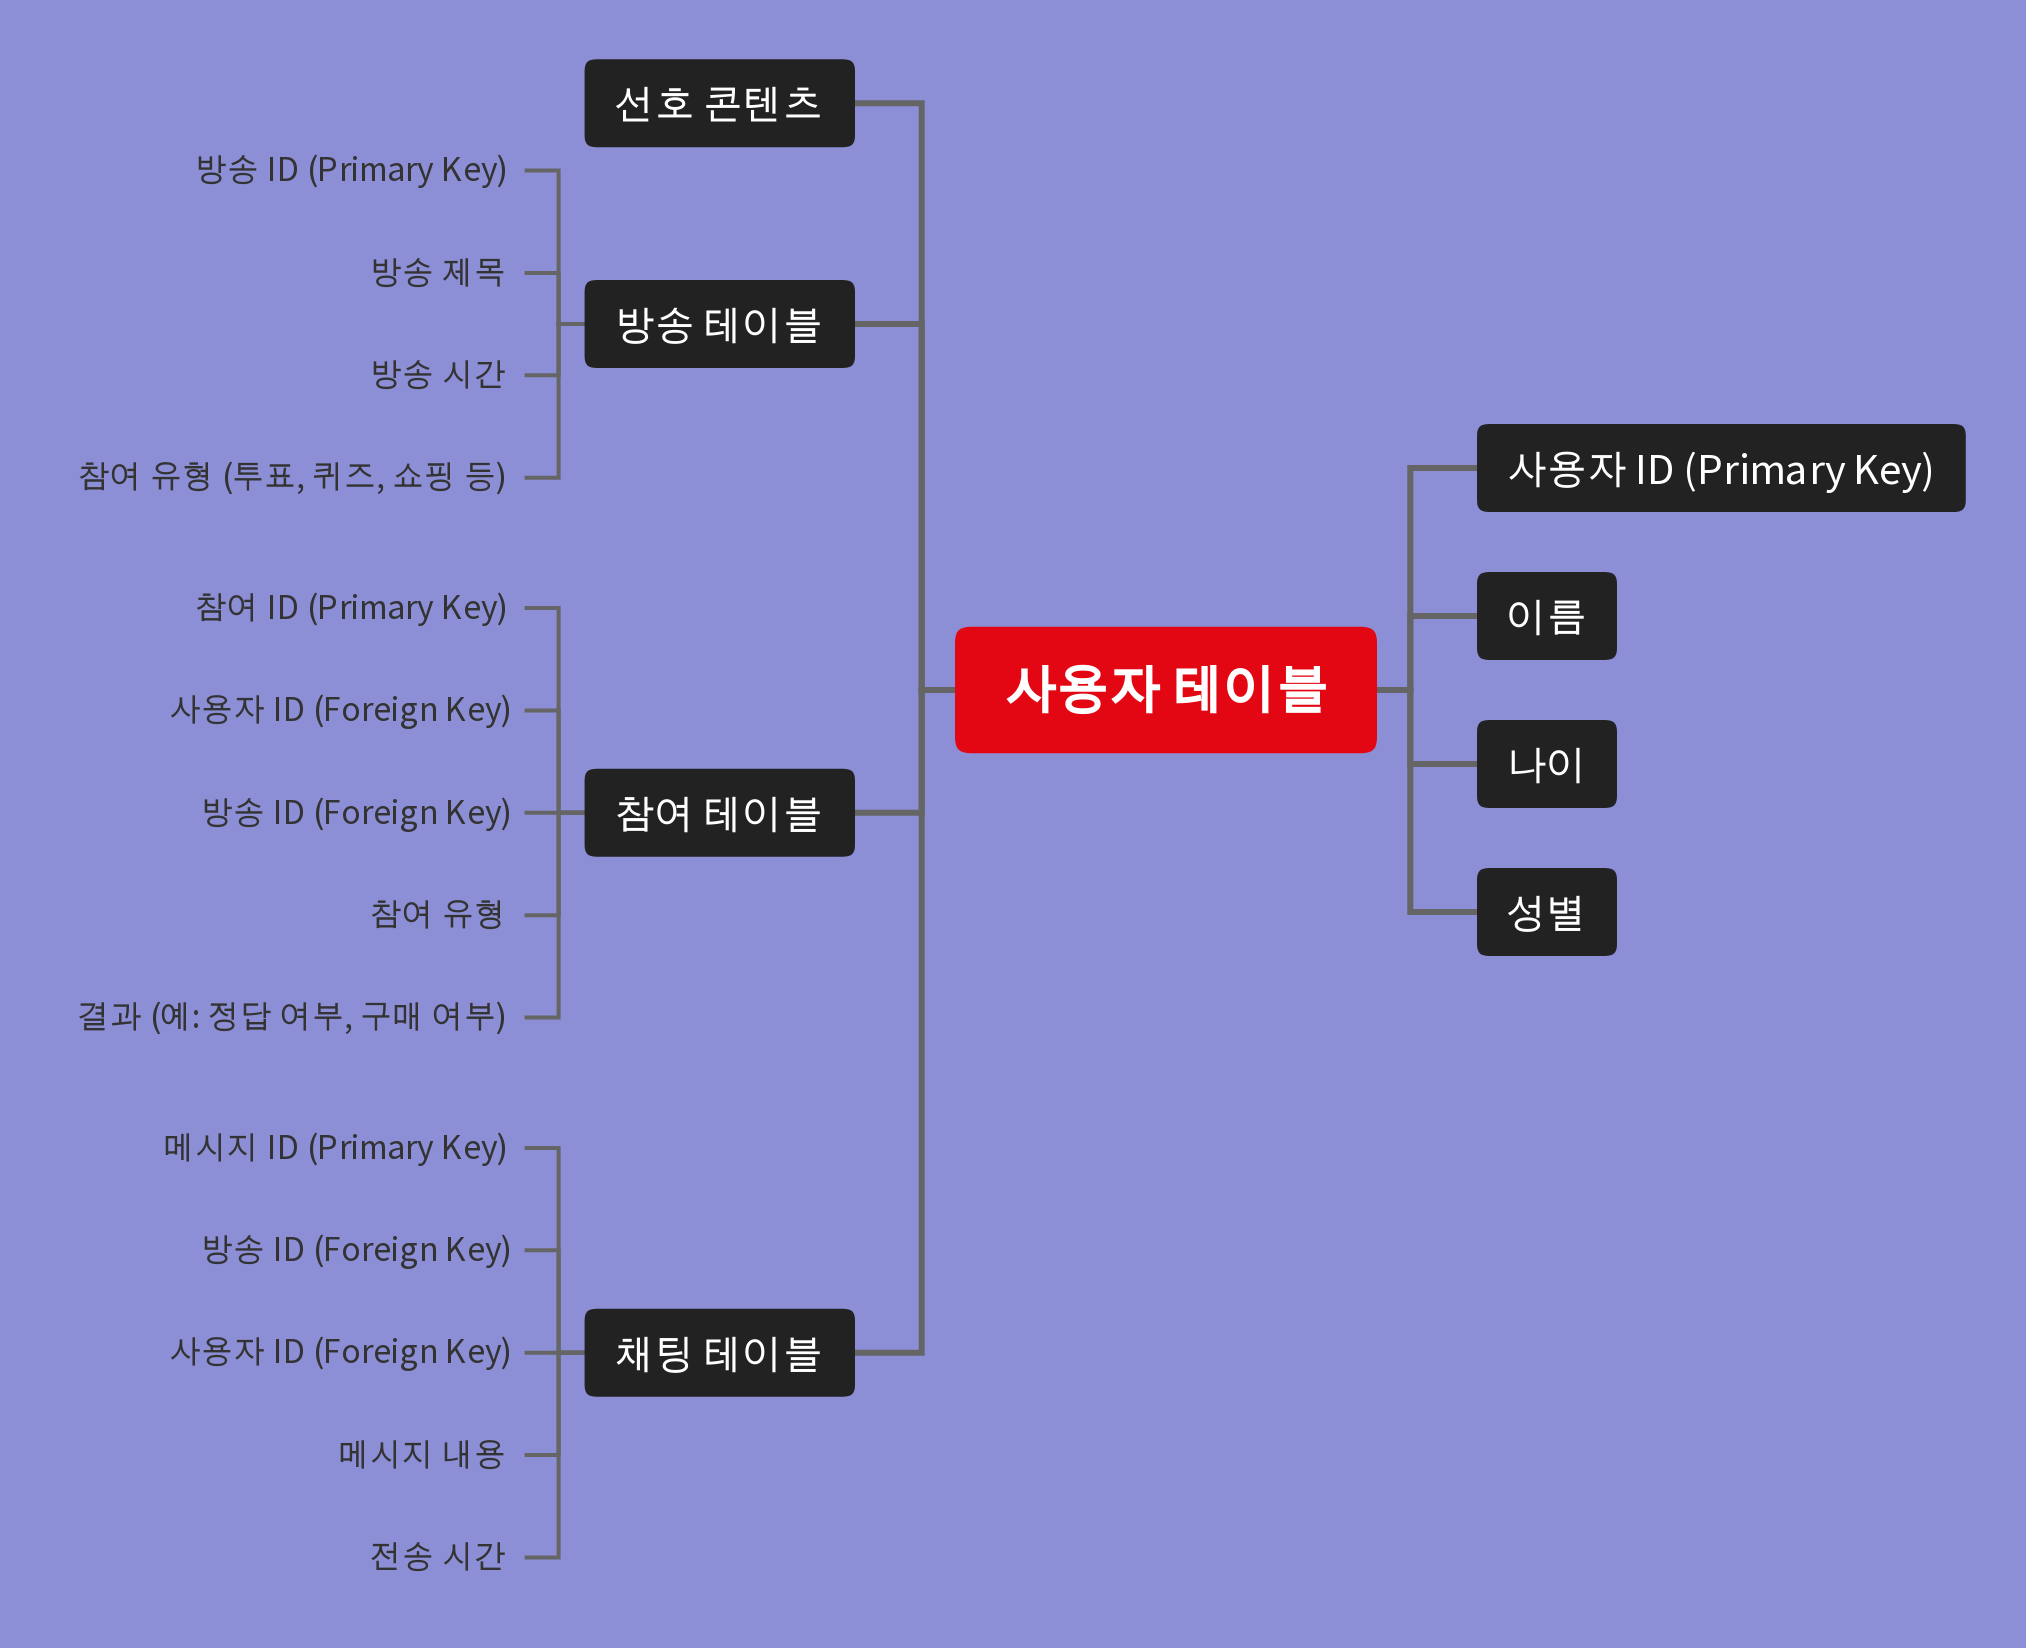 선호 콘텐츠
방송 ID (Primary Key)
방송 제목
방송 테이블
방송 시간
참여 유형 (투표, 퀴즈, 쇼핑 등)
참여 ID (Primary Key)
사용자 ID (Foreign Key)
방송 ID (Foreign Key)
참여 테이블
참여 유형
결과 (예: 정답 여부, 구매 여부)
메시지 ID (Primary Key)
방송 ID (Foreign Key)
사용자 ID (Foreign Key)
채팅 테이블
메시지 내용
전송 시간
사용자 테이블
사용자 ID (Primary Key)
이름
나이
성별